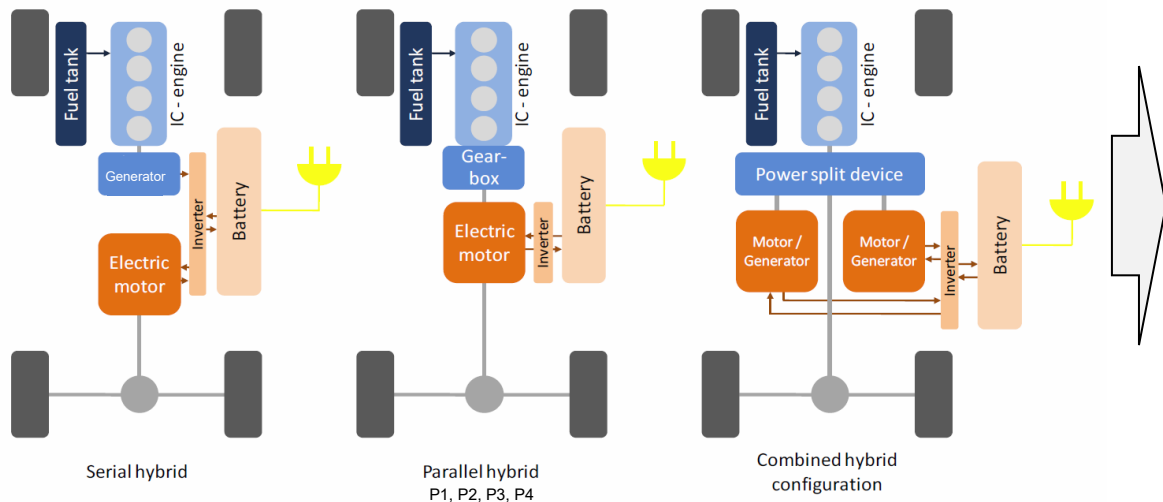 Fuel tank
IC - engine
Generator
Inverter
Battery
Electric
motor
Serial hybrid
Fuel tank
IC - engine
Gear-
box
Electric
motor
Inverter
Battery
Parallel hybrid
P1, P2, P3, P4
Fuel tank
IC - engine
Power split device
Motor /
Generator
Motor /
Generator
Inverter
Battery
Combined hybrid
configuration